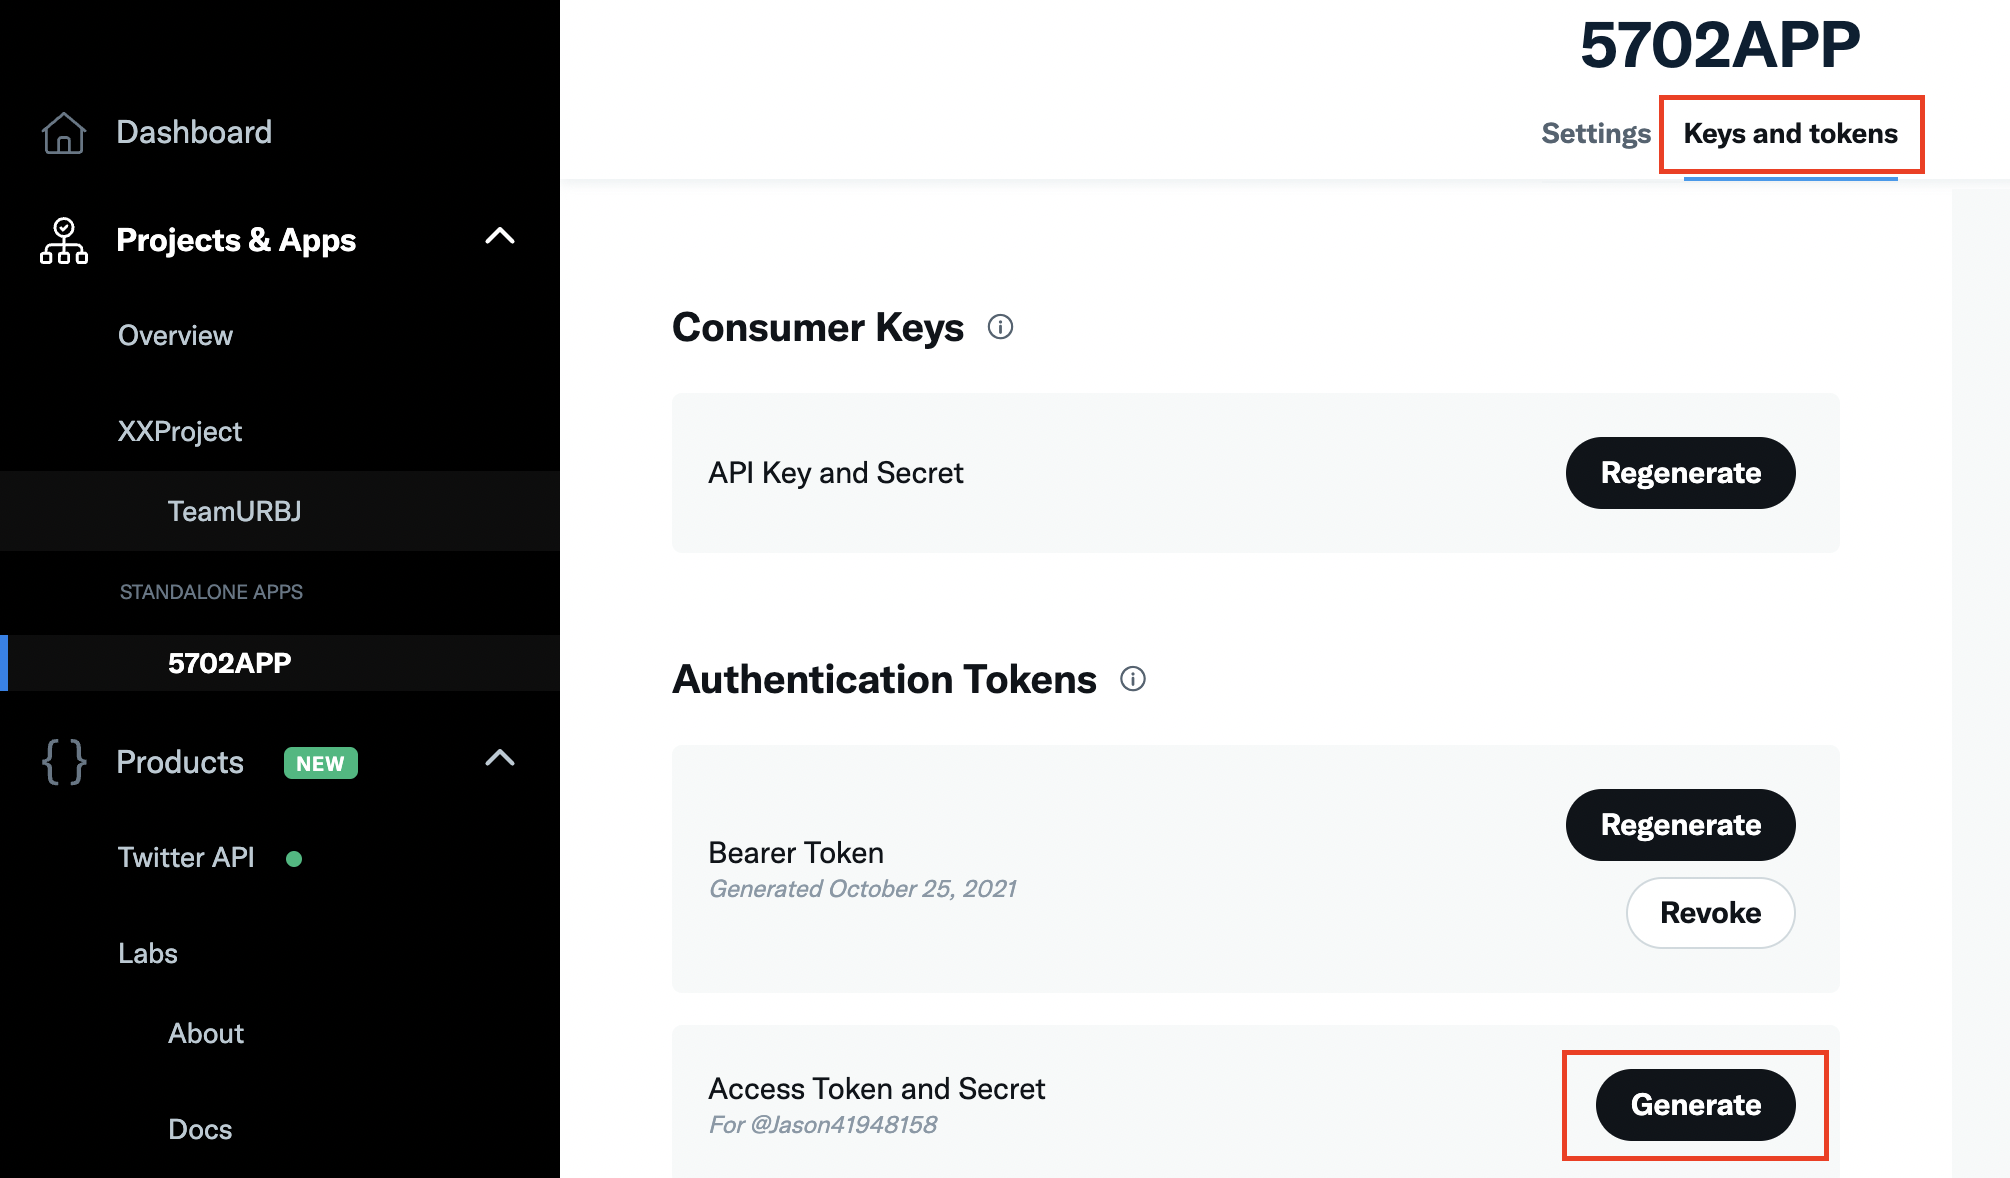 Dashboard
Projects & Apps
Overview
XXProject
TeamURBJ
STANDALONE APPS
5702APP
Products NEW
Twitter API
Labs
About
Docs
5702APP
Settings Keys and tokens
Consumer Keys
API Key and Secret Regenerate
Authentication Tokens
Regenerate
Bearer Token
Generated October 25, 2021
Revoke
Access Token and Secret
For @Jason41948158
Generate